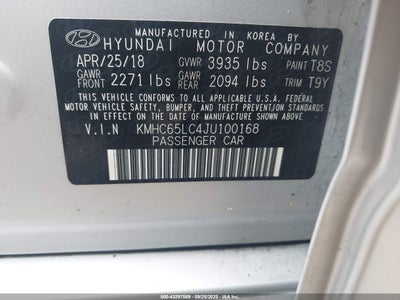 MANUFACTURED IN KOREA BY
HYUNDAI MOTOR COMPANY
APR/25/18 GVWR 3935 lbs PAINT T8S
GAWR FRONT 2271 lbs GAWR REAR 2094 lbs TRIM T9Y
THIS VEHICLE CONFORMS TO ALL APPLICABLE FEDERAL
MOTOR VEHICLE SAFETY, BUMPER, AND THEFT PREVENTION
STANDARDS IN EFFECT ON THE DATE OF MANUFACTURE
SHOWN ABOVE.
V.I.N KMHC65LC4JU100168
PASSENGER CAR